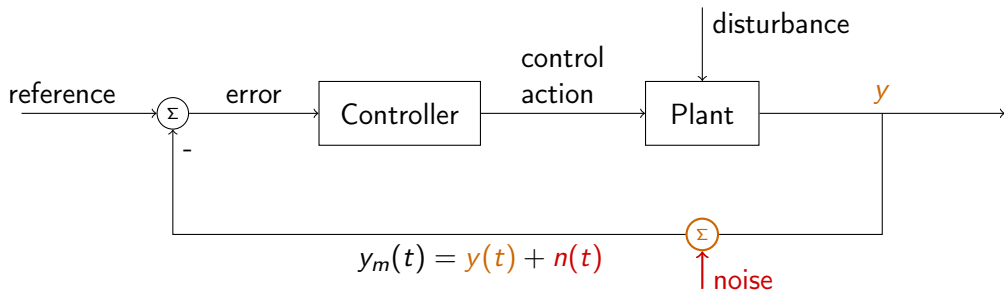 disturbance
control
action
reference
Σ
error
Controller
Plant
y
-
Σ
y_m(t) = y(t) + n(t)
noise